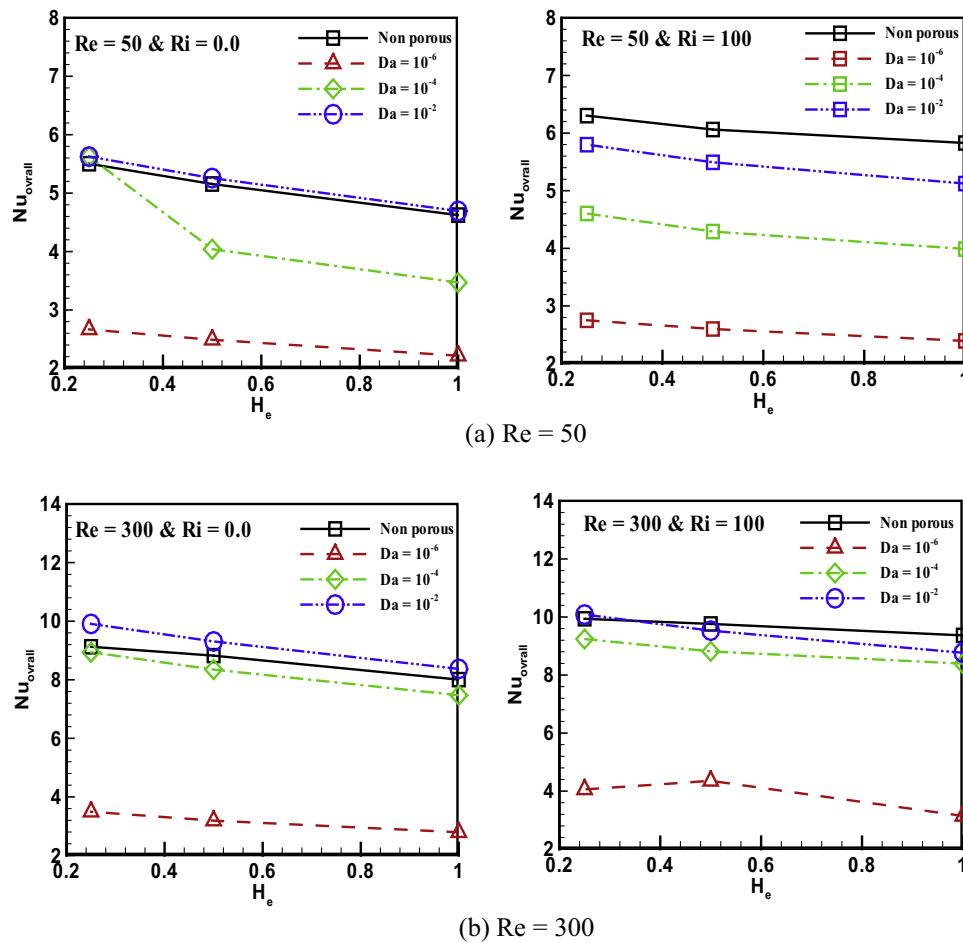 Re = 50 & Ri = 0.0
Non porous
Da = 10⁻⁶
Da = 10⁻⁴
Da = 10⁻²
8
7
6
5
4
3
2
Nu_ovrall
0.2
0.4
0.6
0.8
1
H_e
Re = 50 & Ri = 100
Non porous
Da = 10⁻⁶
Da = 10⁻⁴
Da = 10⁻²
8
7
6
5
4
3
2
Nu_ovrall
0.2
0.4
0.6
0.8
1
H_e
(a) Re = 50
Re = 300 & Ri = 0.0
Non porous
Da = 10⁻⁶
Da = 10⁻⁴
Da = 10⁻²
14
12
10
8
6
4
2
Nu_ovrall
0.2
0.4
0.6
0.8
1
H_e
Re = 300 & Ri = 100
Non porous
Da = 10⁻⁶
Da = 10⁻⁴
Da = 10⁻²
14
12
10
8
6
4
2
Nu_ovrall
0.2
0.4
0.6
0.8
1
H_e
(b) Re = 300